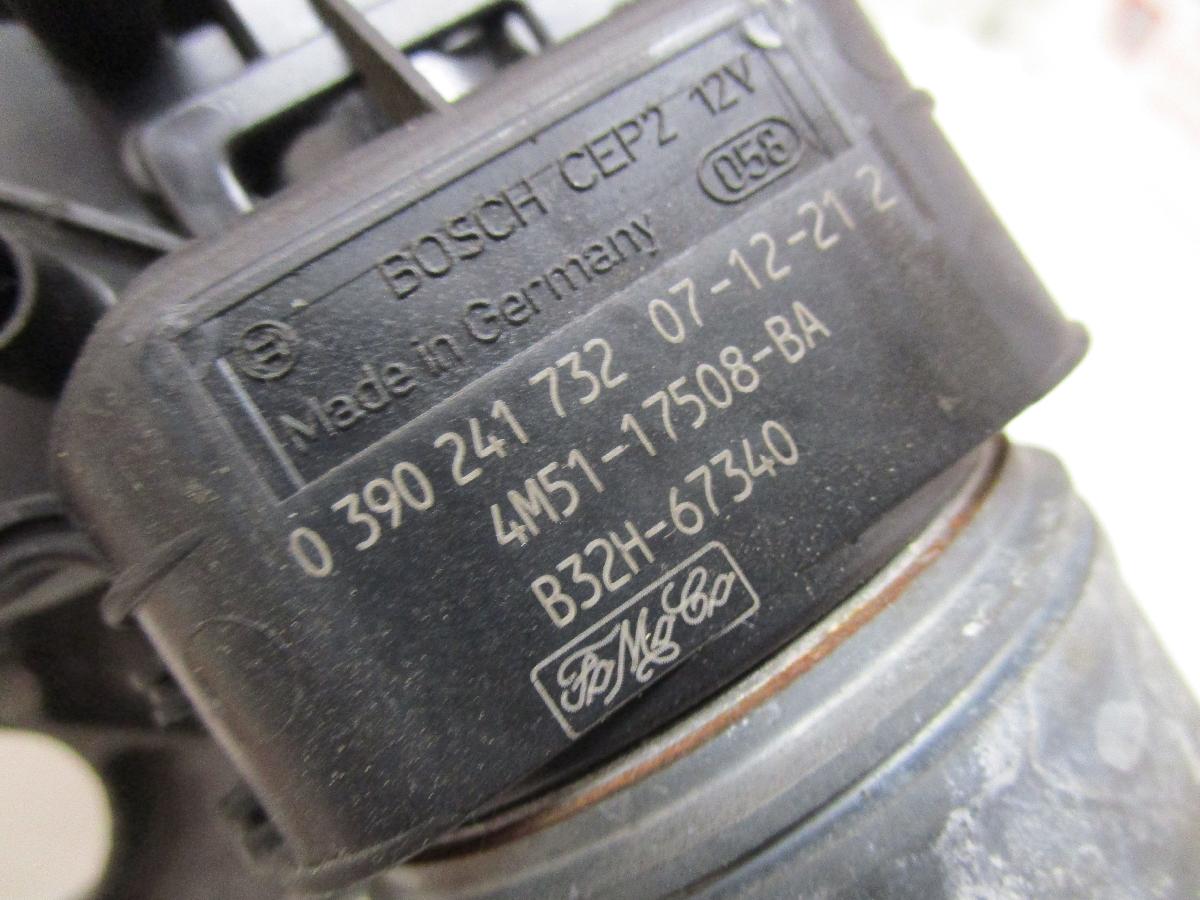 BOSCH CEP2 12V
Made in Germany 056
0 390 241 732 07-12-21 2
4M51-17508-BA
B32H-67340
FoMoCo